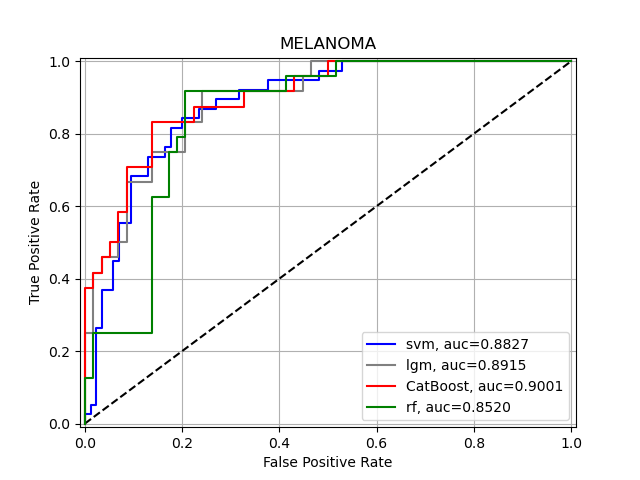 MELANOMA
True Positive Rate
1.0
0.8
0.6
0.4
0.2
0.0
svm, auc=0.8827
lgm, auc=0.8915
CatBoost, auc=0.9001
rf, auc=0.8520
0.0 0.2 0.4 0.6 0.8 1.0
False Positive Rate